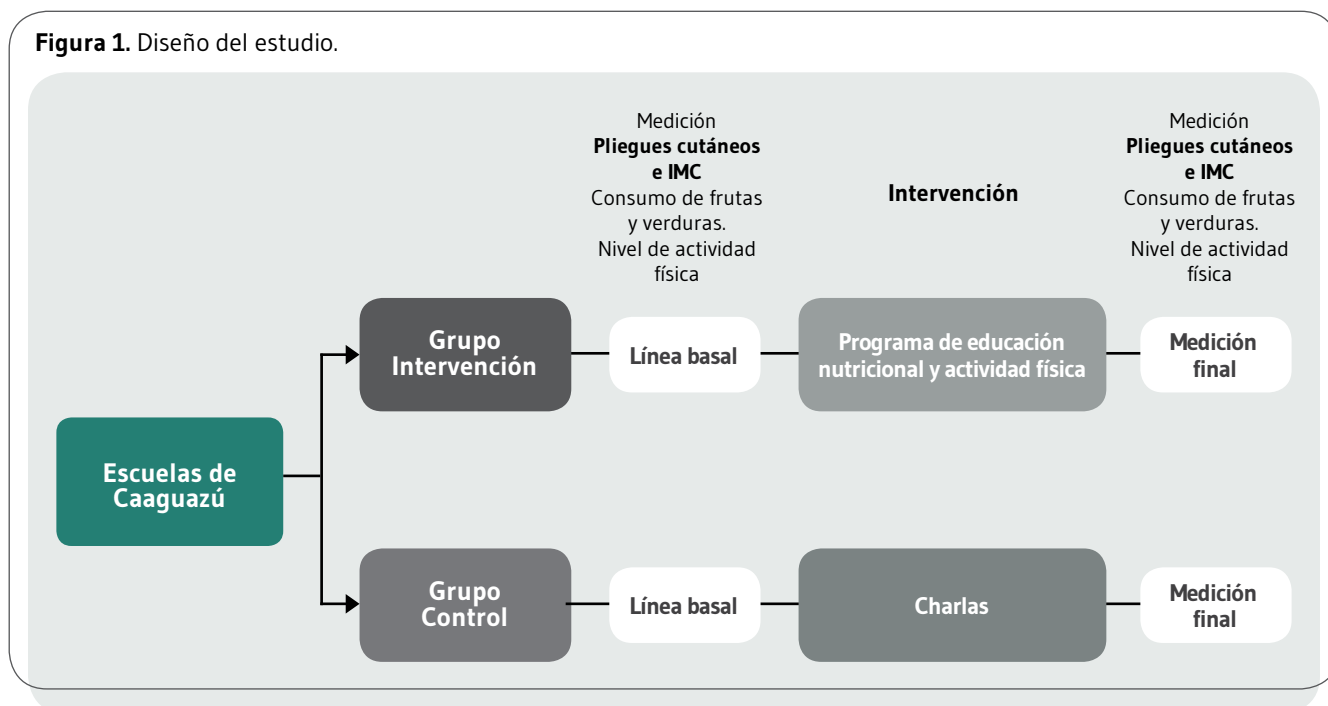 Figura 1. Diseño del estudio.
Medición
Pliegues cutáneos
e IMC
Consumo de frutas
y verduras.
Nivel de actividad
física
Intervención
Medición
Pliegues cutáneos
e IMC
Consumo de frutas
y verduras.
Nivel de actividad
física
Grupo
Intervención
Línea basal
Programa de educación
nutricional y actividad física
Medición
final
Escuelas de
Caaguazú
Grupo
Control
Línea basal
Charlas
Medición
final